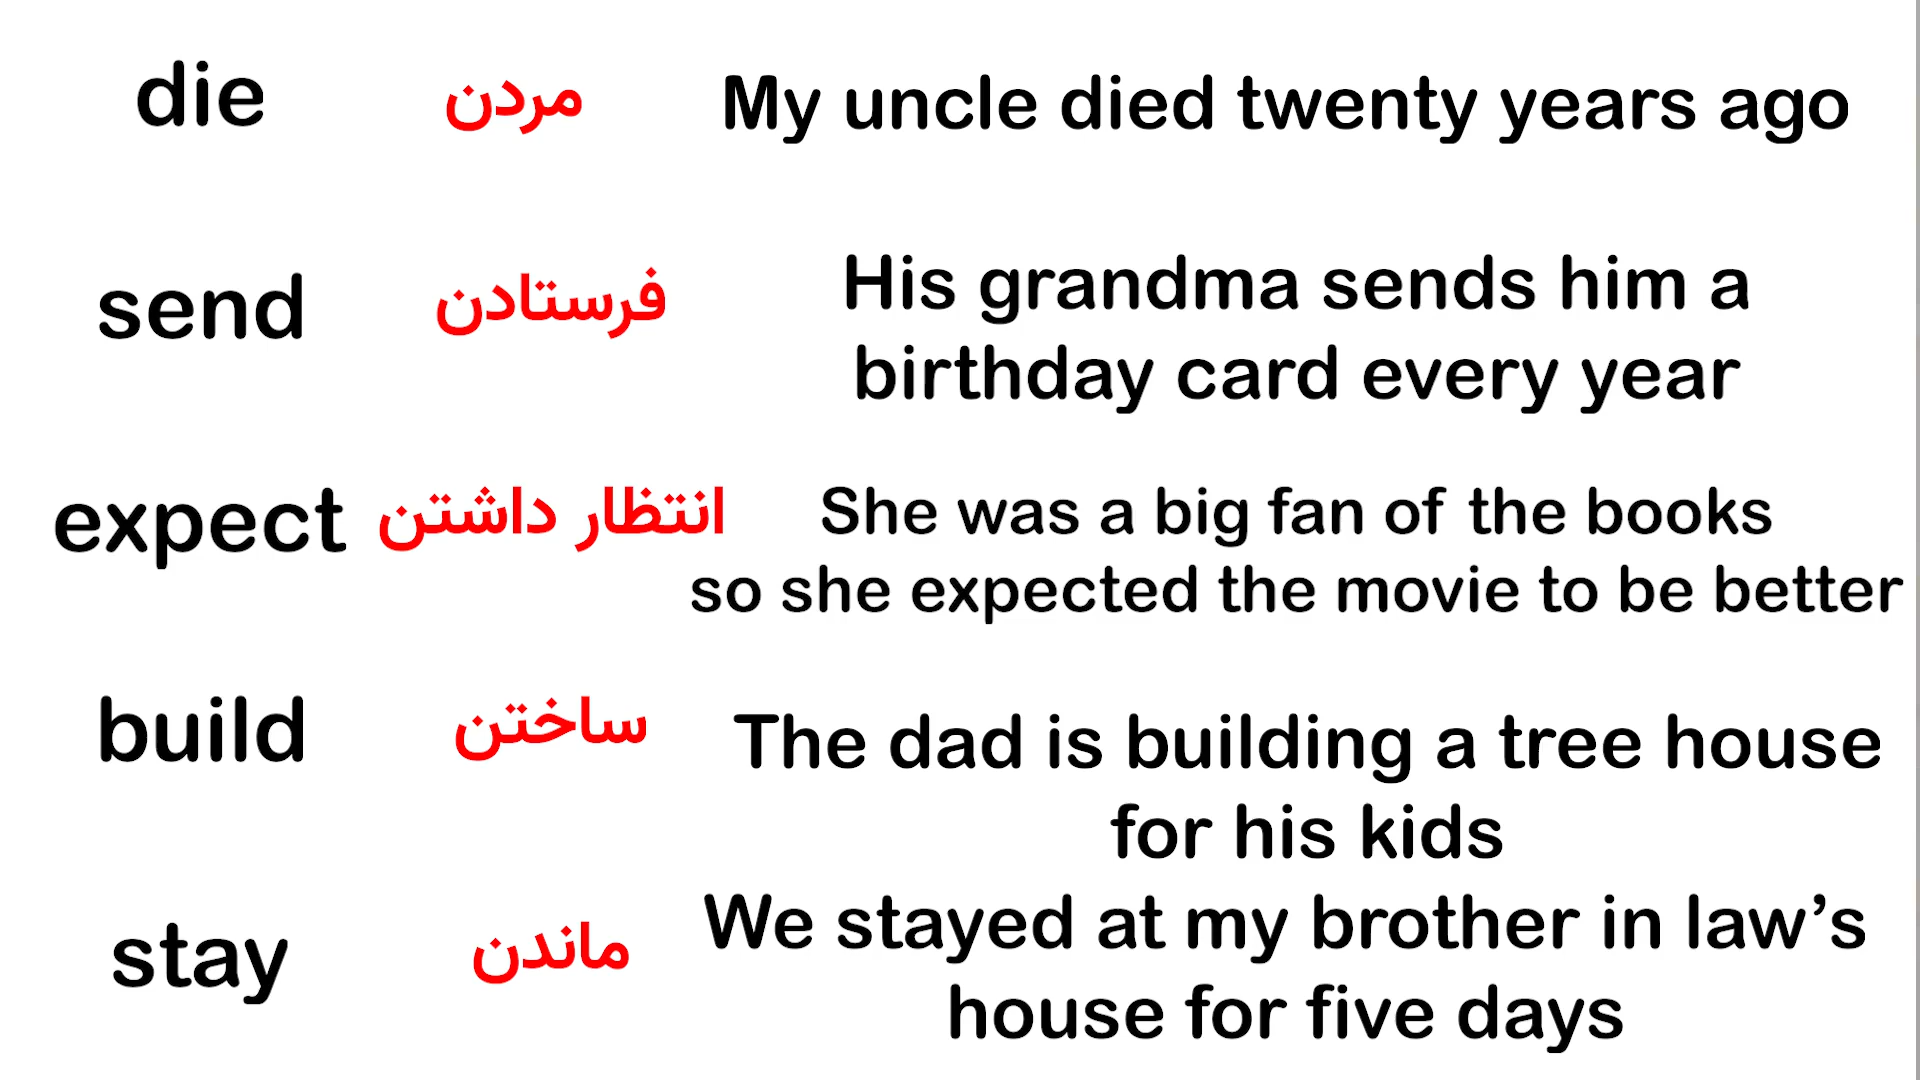 die مردن My uncle died twenty years ago
send فرستادن His grandma sends him a
birthday card every year
expect انتظار داشتن She was a big fan of the books
so she expected the movie to be better
build ساختن The dad is building a tree house
for his kids
stay ماندن We stayed at my brother in law’s
house for five days